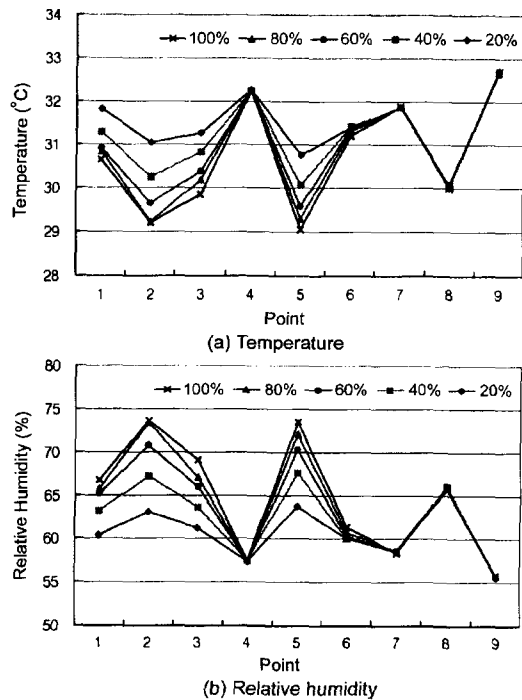 34
33
32
31
30
29
28
Temperature (°C)
100% 80% 60% 40% 20%
1 2 3 4 5 6 7 8 9
Point
(a) Temperature
80
75
70
65
60
55
50
Relative Humidity (%)
100% 80% 60% 40% 20%
1 2 3 4 5 6 7 8 9
Point
(b) Relative humidity